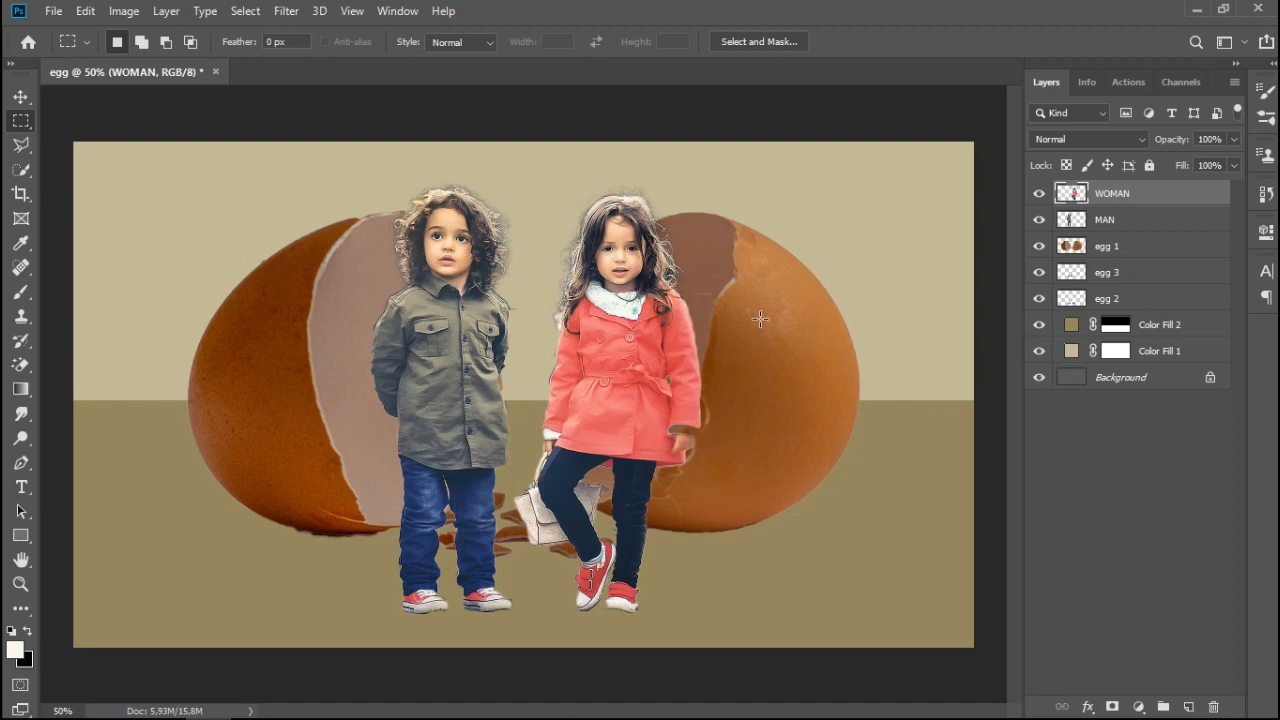 Ps File Edit Image Layer Type Select Filter 3D View Window Help
Feather: 0 px Anti-alias Style: Normal Width: Height: Select and Mask...
egg @ 50% (WOMAN, RGB/8) * ×
Layers Info Actions Channels
Kind
Normal Opacity: 100%
Lock: Fill: 100%
WOMAN
MAN
egg 1
egg 3
egg 2
Color Fill 2
Color Fill 1
Background
50% Doc: 5,93M/15,8M